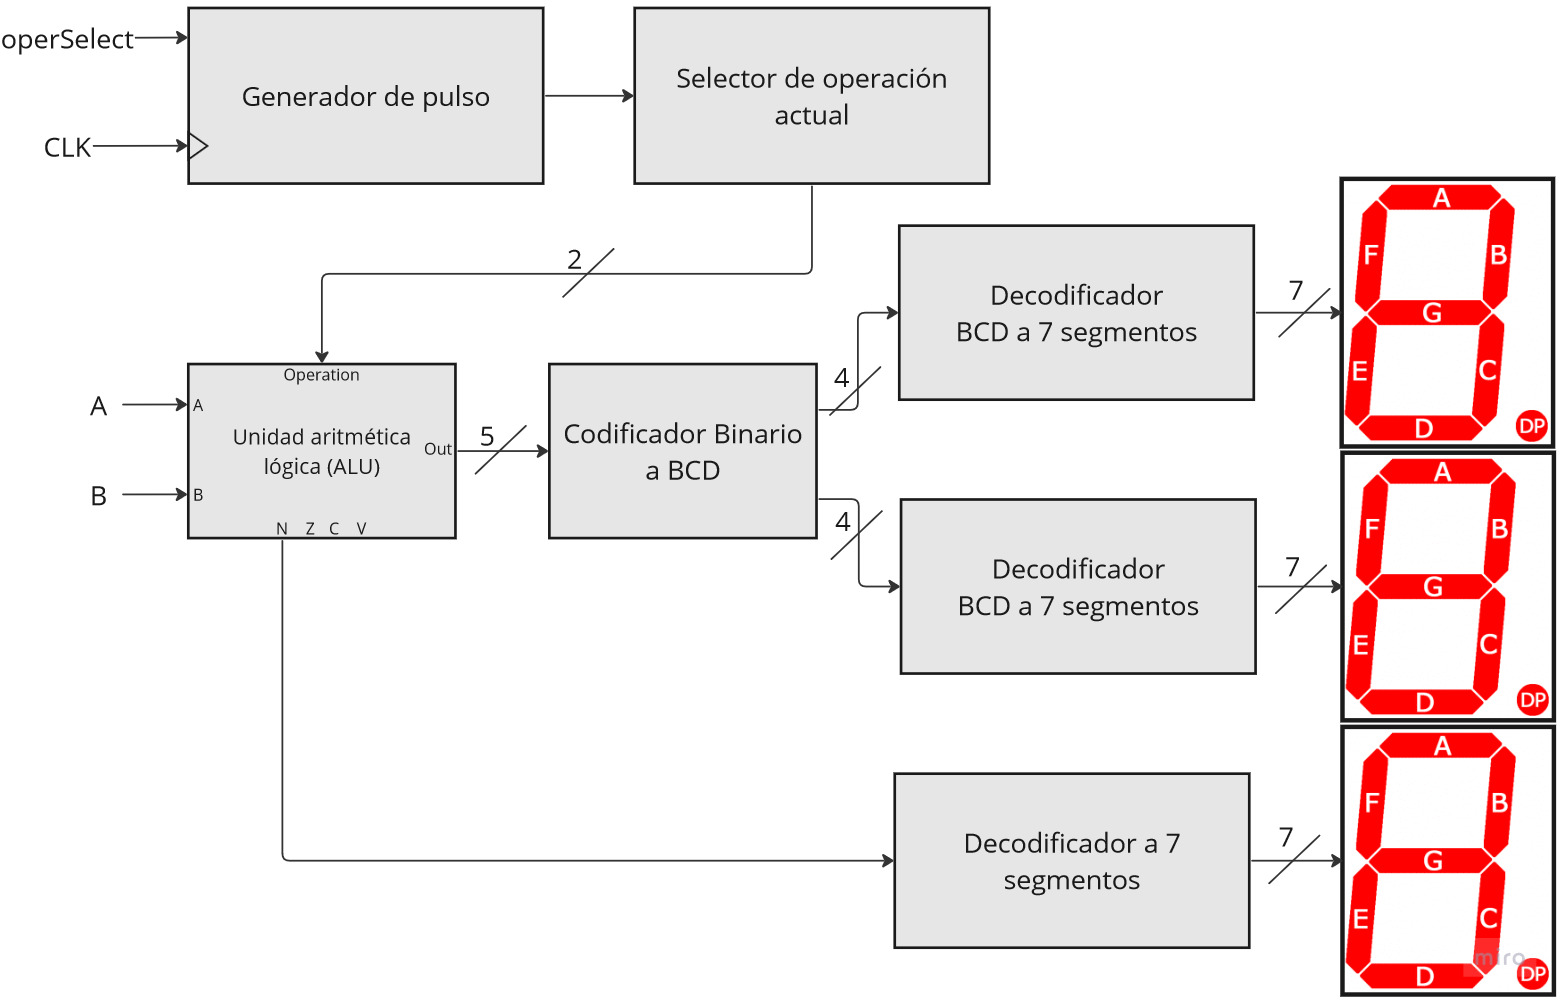 operSelect
CLK
Generador de pulso
Selector de operación
actual
2
Operation
A
B
A
B
Unidad aritmética
lógica (ALU)
Out
N Z C V
5
Codificador Binario
a BCD
4
4
Decodificador
BCD a 7 segmentos
7
A
F
B
G
E
C
D
DP
Decodificador
BCD a 7 segmentos
7
A
F
B
G
E
C
D
DP
Decodificador a 7
segmentos
7
A
F
B
G
E
C
D
DP
miro